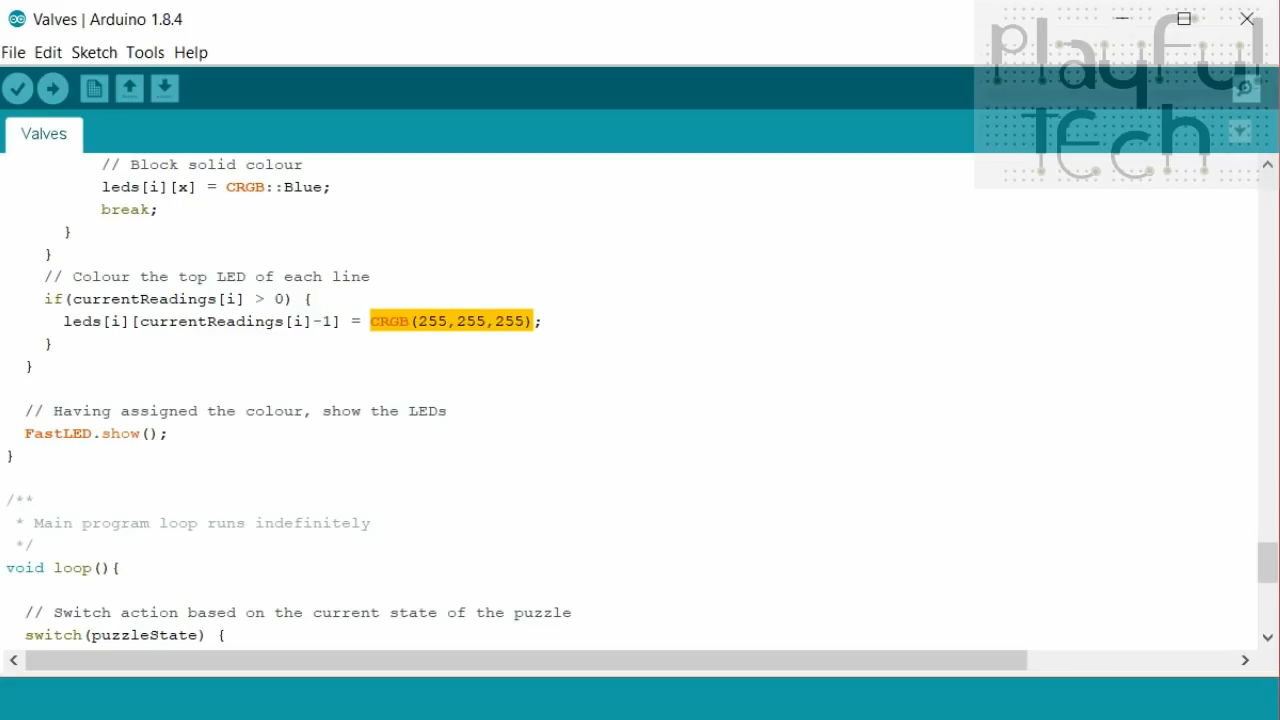 Valves | Arduino 1.8.4
File Edit Sketch Tools Help
playful
tech
Valves
// Block solid colour
leds[i][x] = CRGB::Blue;
break;
}
}
// Colour the top LED of each line
if(currentReadings[i] > 0) {
leds[i][currentReadings[i]-1] = CRGB(255,255,255);
}
}
// Having assigned the colour, show the LEDs
FastLED.show();
}
/**
* Main program loop runs indefinitely
*/
void loop(){
// Switch action based on the current state of the puzzle
switch(puzzleState) {